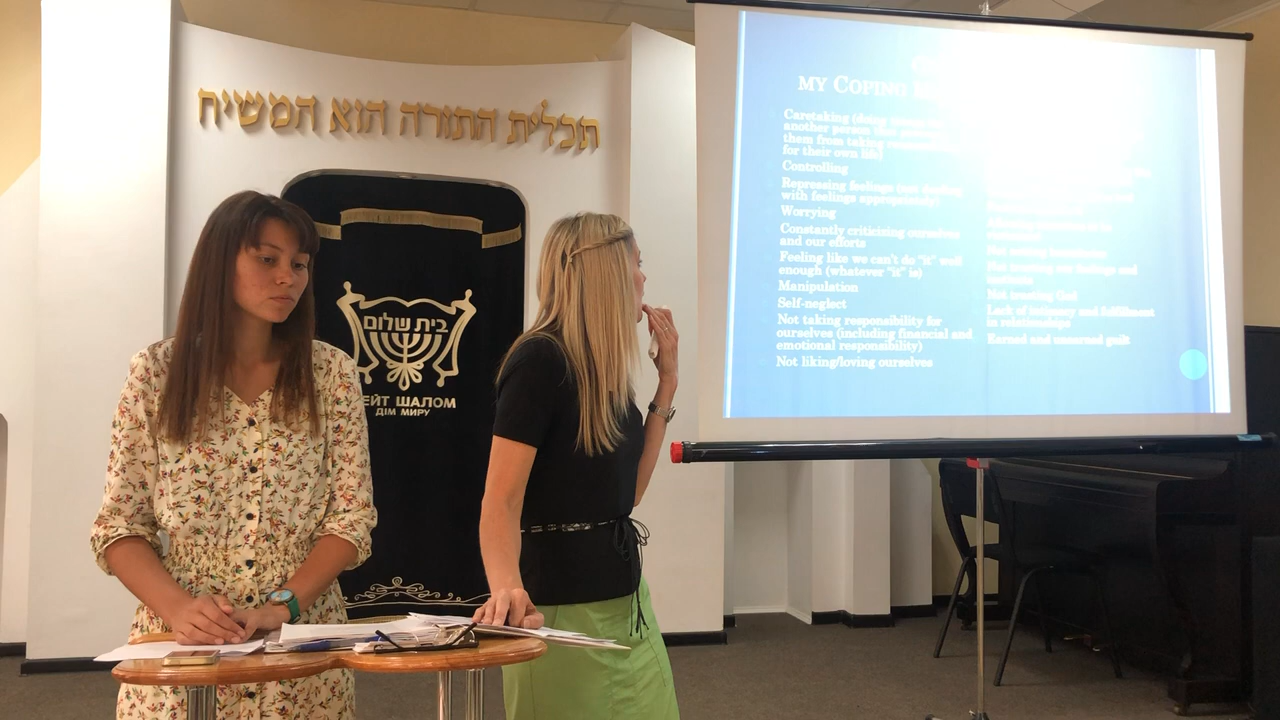 תכלית התורה הוא המשיח
בית שלום
ЕЙТ ШАЛОМ
ДІМ МИРУ
MY COPING
Caretaking (doing
another person
them from taking
for their own life)
Controlling
Repressing feelings
with feelings appropriately)
Worrying
Constantly criticizing ourselves
and our efforts
Feeling like we can't do "it" well
enough (whatever "it" is)
Manipulation
Self-neglect
Not taking responsibility for
ourselves (including financial and
emotional responsibility)
Not liking/loving ourselves
Not trusting our feelings and
Not trusting God
Lack of intimacy and fulfillment
in relationships
Earned and unearned guilt